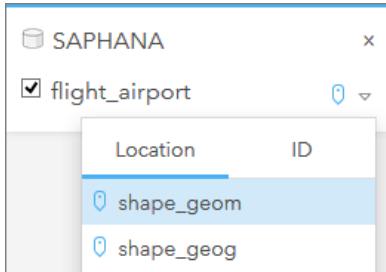 SAPHANA
flight_airport
Location ID
shape_geom
shape_geog